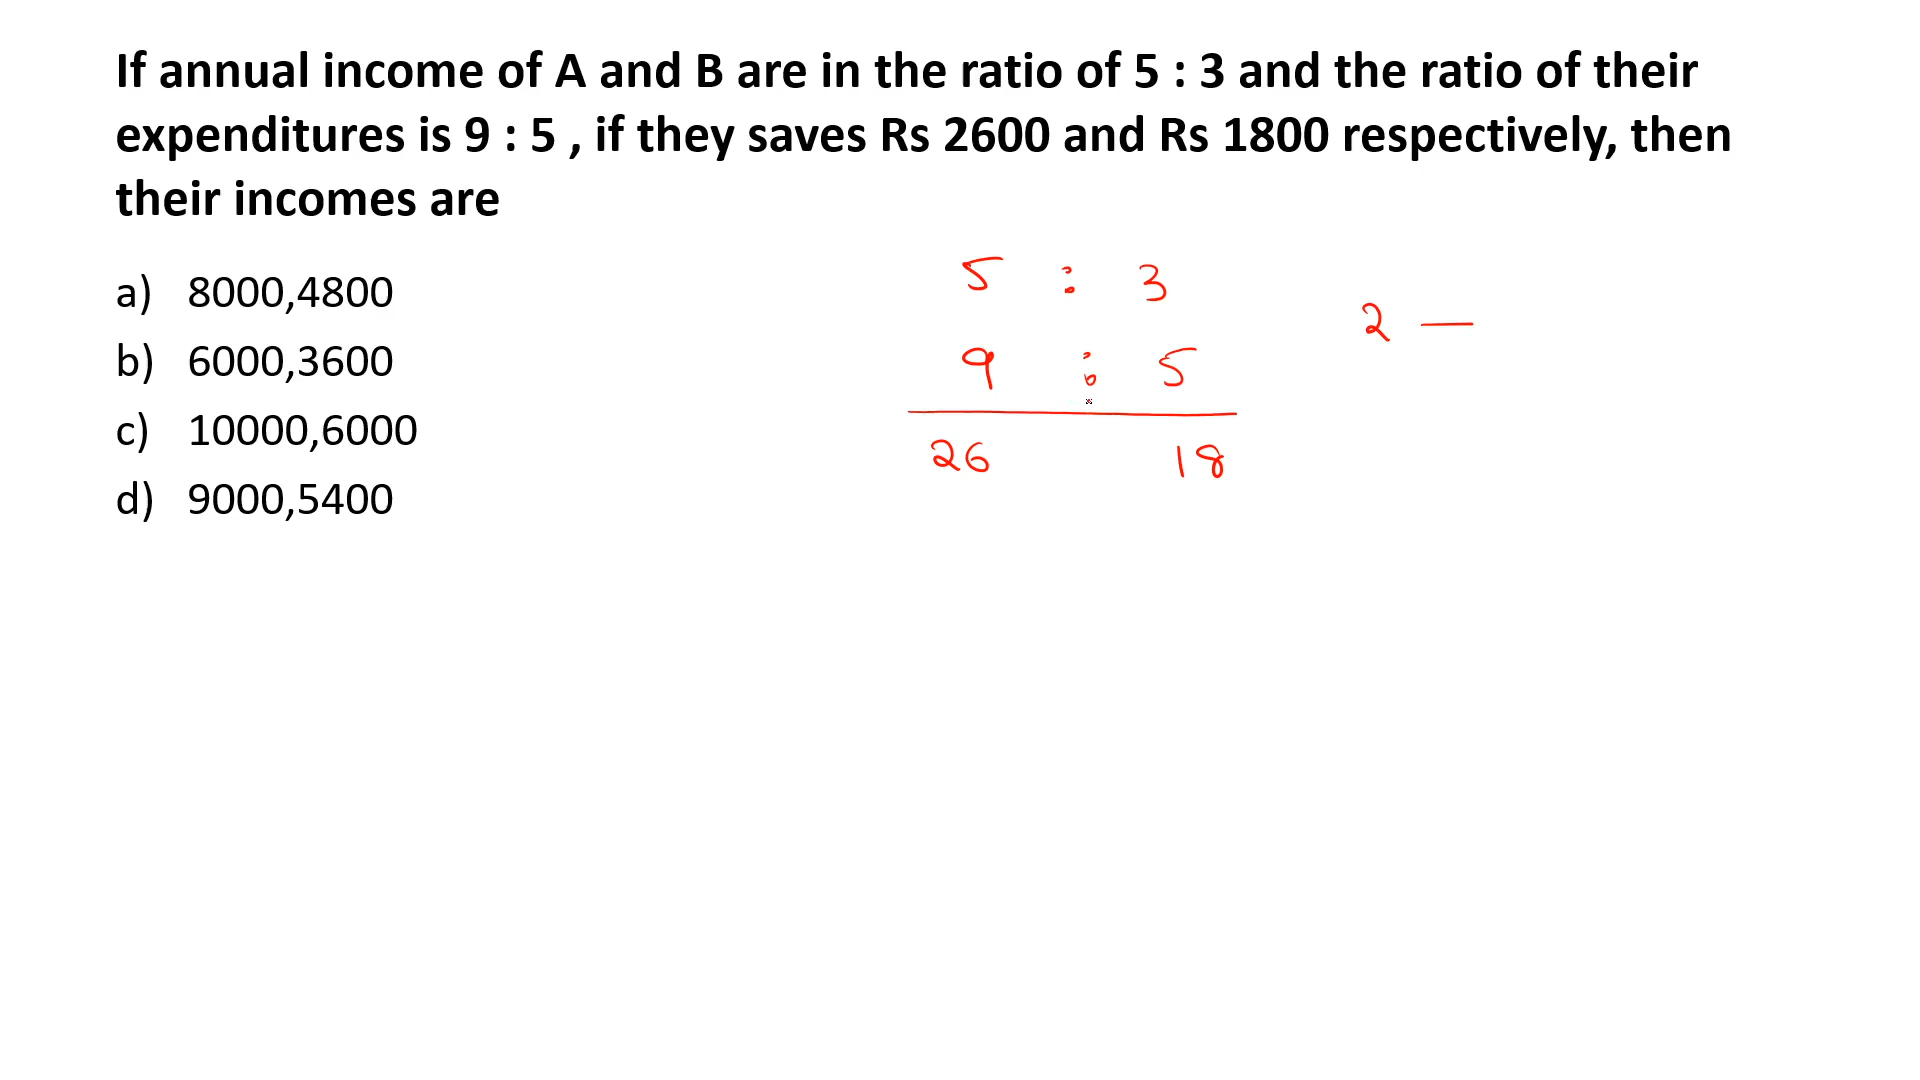 If annual income of A and B are in the ratio of 5 : 3 and the ratio of their
expenditures is 9 : 5 , if they saves Rs 2600 and Rs 1800 respectively, then
their incomes are
a) 8000,4800
b) 6000,3600
c) 10000,6000
d) 9000,5400
5 : 3
2 —
9 : 5
26 18